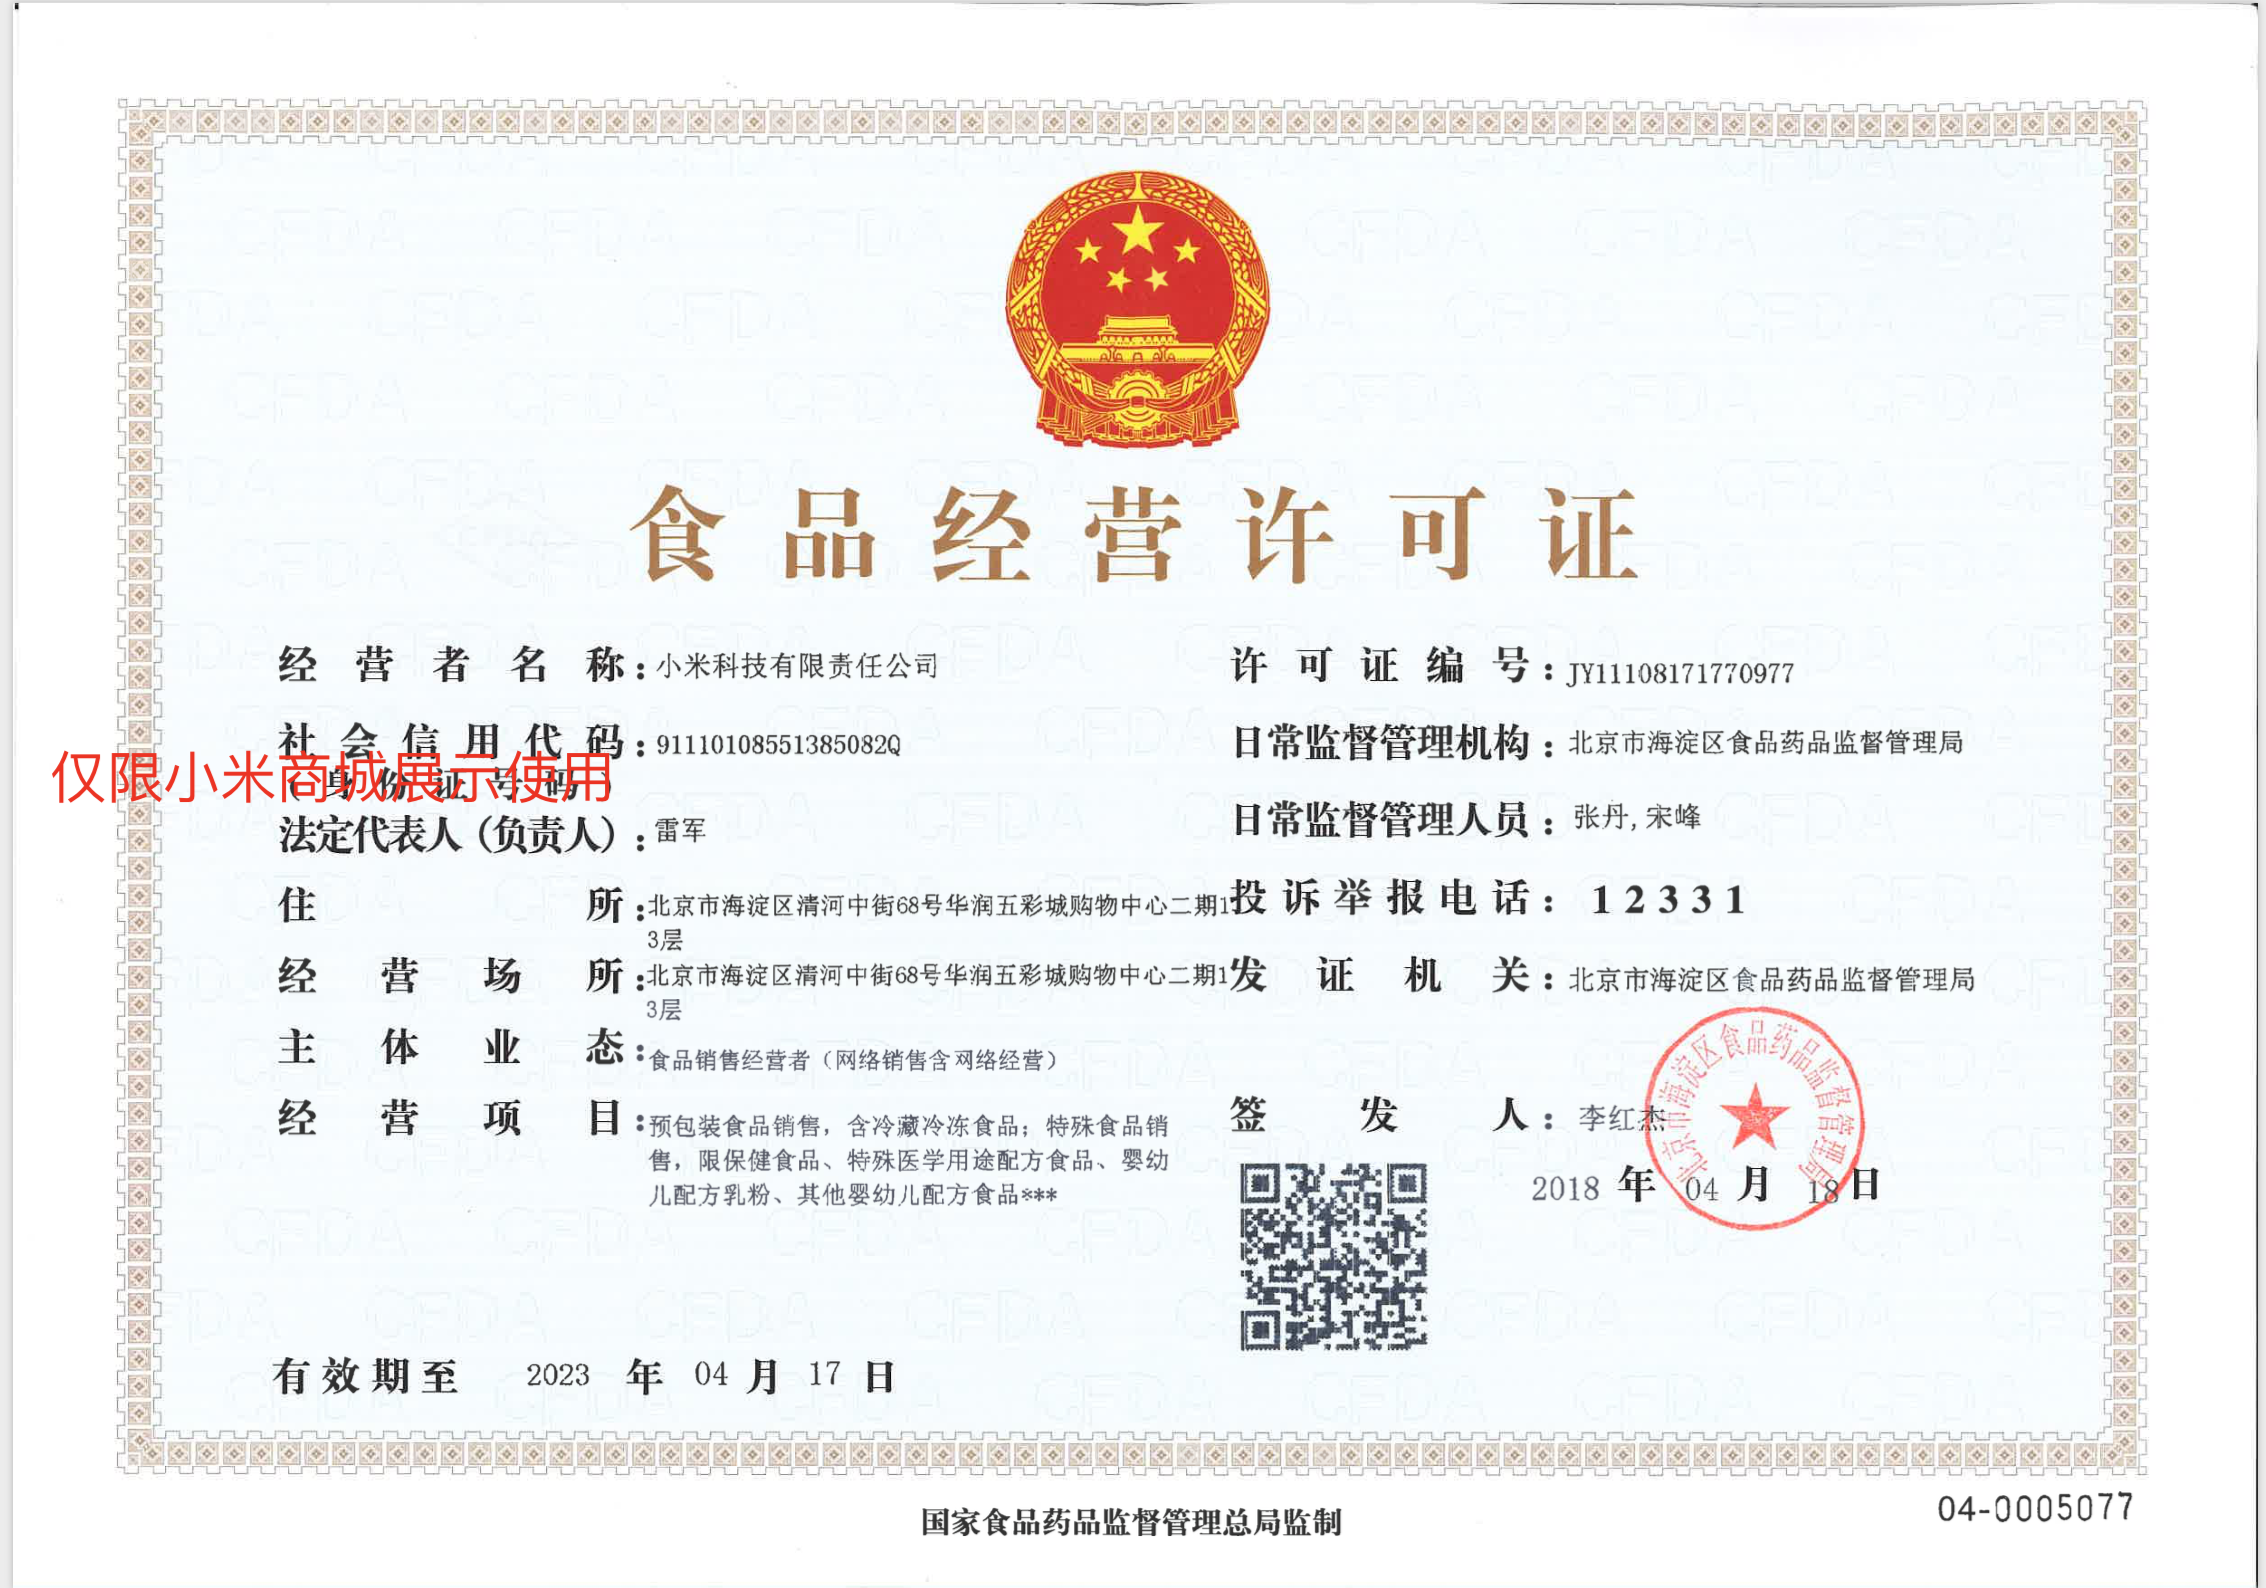 食品经营许可证
经营者名称：小米科技有限责任公司
社会信用代码：91110108551385082Q
（身份证号码）
仅限小米商城展示使用
法定代表人（负责人）：雷军
住所：北京市海淀区清河中街68号华润五彩城购物中心二期1
3层
经营场所：北京市海淀区清河中街68号华润五彩城购物中心二期1
3层
主体业态：食品销售经营者（网络销售含网络经营）
经营项目：预包装食品销售，含冷藏冷冻食品；特殊食品销
售，限保健食品、特殊医学用途配方食品、婴幼
儿配方乳粉、其他婴幼儿配方食品***
有效期至 2023 年 04 月 17 日
许可证编号：JY11108171770977
日常监督管理机构：北京市海淀区食品药品监督管理局
日常监督管理人员：张丹,宋峰
投诉举报电话：12331
发证机关：北京市海淀区食品药品监督管理局
北京市海淀区食品药品监督管理局
签发人：李红杰
2018 年 04 月 18 日
国家食品药品监督管理总局监制
04-0005077
CFDA